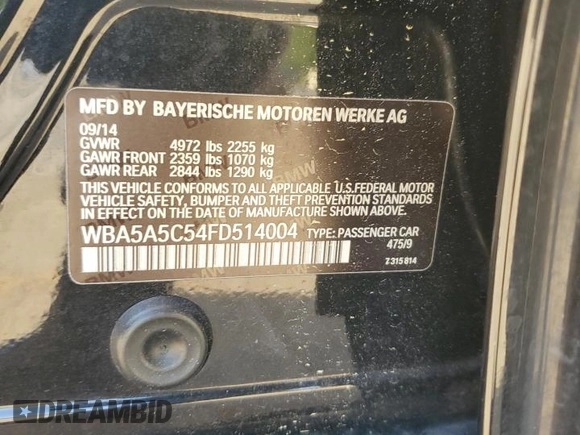 MFD BY BAYERISCHE MOTOREN WERKE AG
09/14
GVWR 4972 lbs 2255 kg
GAWR FRONT 2359 lbs 1070 kg
GAWR REAR 2844 lbs 1290 kg
THIS VEHICLE CONFORMS TO ALL APPLICABLE U.S.FEDERAL MOTOR
VEHICLE SAFETY, BUMPER AND THEFT PREVENTION STANDARDS
IN EFFECT ON THE DATE OF MANUFACTURE SHOWN ABOVE.
WBA5A5C54FD514004 TYPE: PASSENGER CAR
475/9
7 315 814
DREAMBID